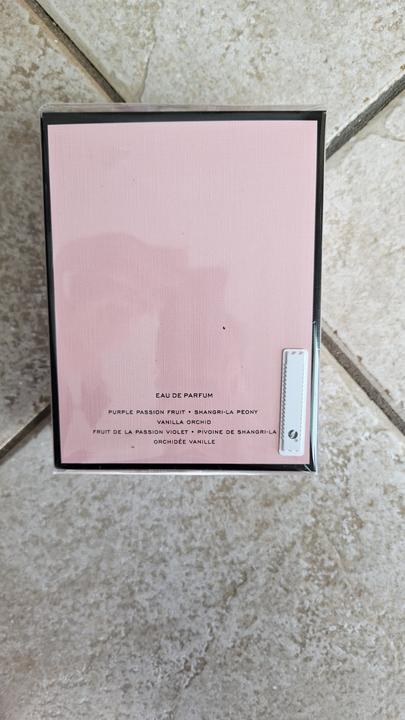 EAU DE PARFUM
PURPLE PASSION FRUIT • SHANGRI-LA PEONY
VANILLA ORCHID
FRUIT DE LA PASSION VIOLET • PIVOINE DE SHANGRI-LA
ORCHIDÉE VANILLE